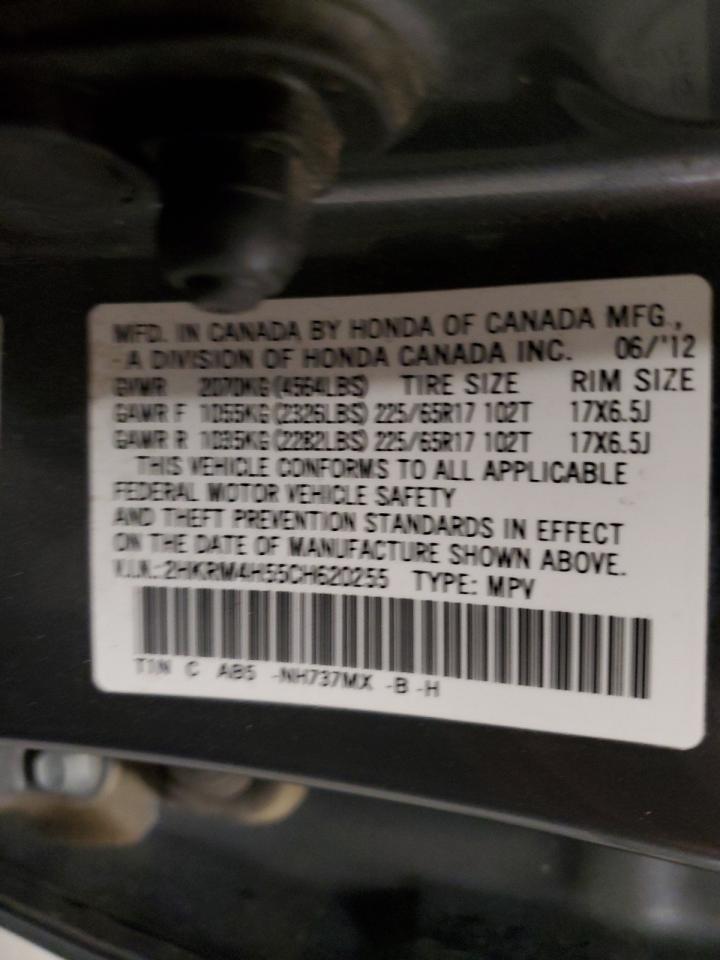 MFD. IN CANADA BY HONDA OF CANADA MFG.,
-A DIVISION OF HONDA CANADA INC. 06/'12
GVWR 2070KG(4564LBS) TIRE SIZE RIM SIZE
GAWR F 1055KG(2326LBS) 225/65R17 102T 17X6.5J
GAWR R 1035KG(2282LBS) 225/65R17 102T 17X6.5J
THIS VEHICLE CONFORMS TO ALL APPLICABLE
FEDERAL MOTOR VEHICLE SAFETY
AND THEFT PREVENTION STANDARDS IN EFFECT
ON THE DATE OF MANUFACTURE SHOWN ABOVE.
V.I.N.:2HKRM4H55CH620255 TYPE: MPV
T1N C AB5 -NH737MX -B -H